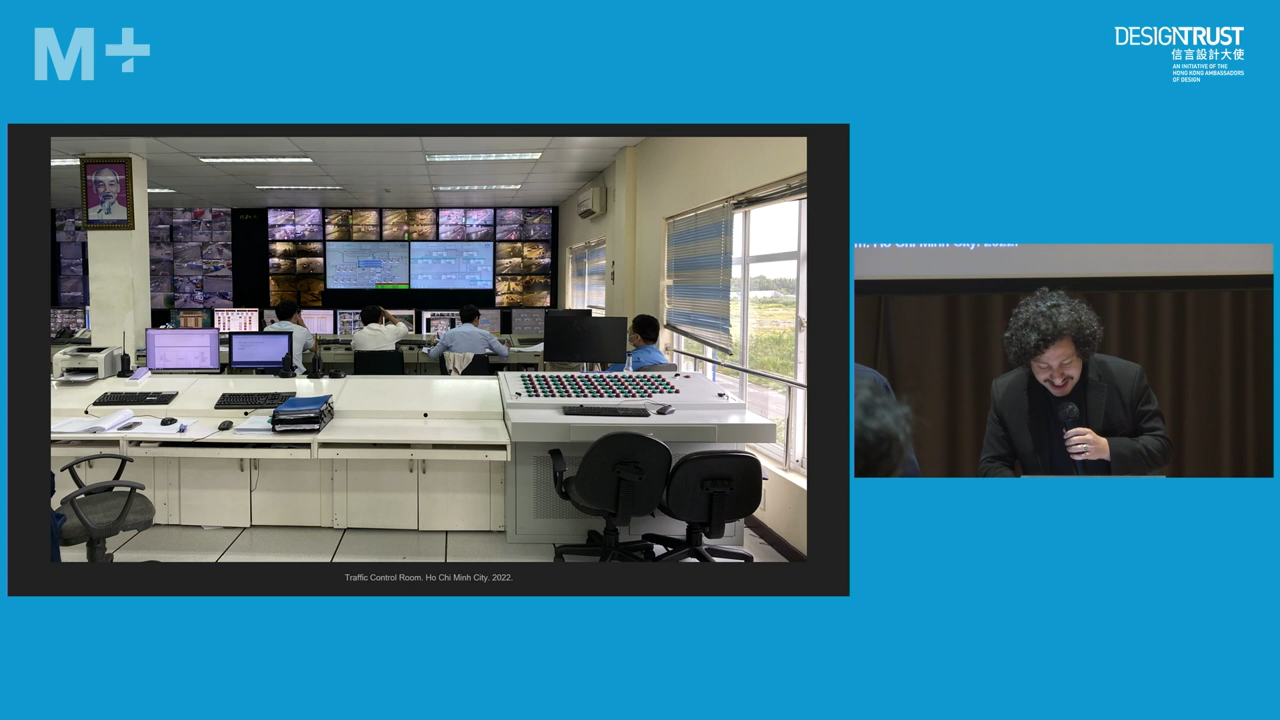 M+
DESIGNTRUST
信言設計大使
AN INITIATIVE OF THE
HONG KONG AMBASSADORS
OF DESIGN
Traffic Control Room. Ho Chi Minh City. 2022.
m. Ho Chi Minh City. 2022.